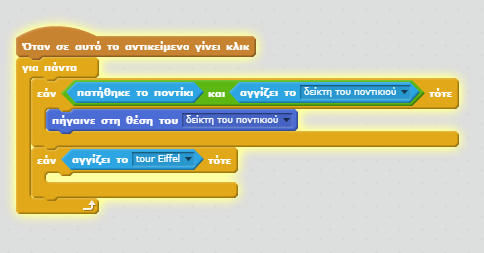 Όταν σε αυτό το αντικείμενο γίνει κλικ
για πάντα
εάν πατήθηκε το ποντίκι και αγγίζει το δείκτη του ποντικιού τότε
πήγαινε στη θέση του δείκτη του ποντικιού
εάν αγγίζει το tour Eiffel τότε